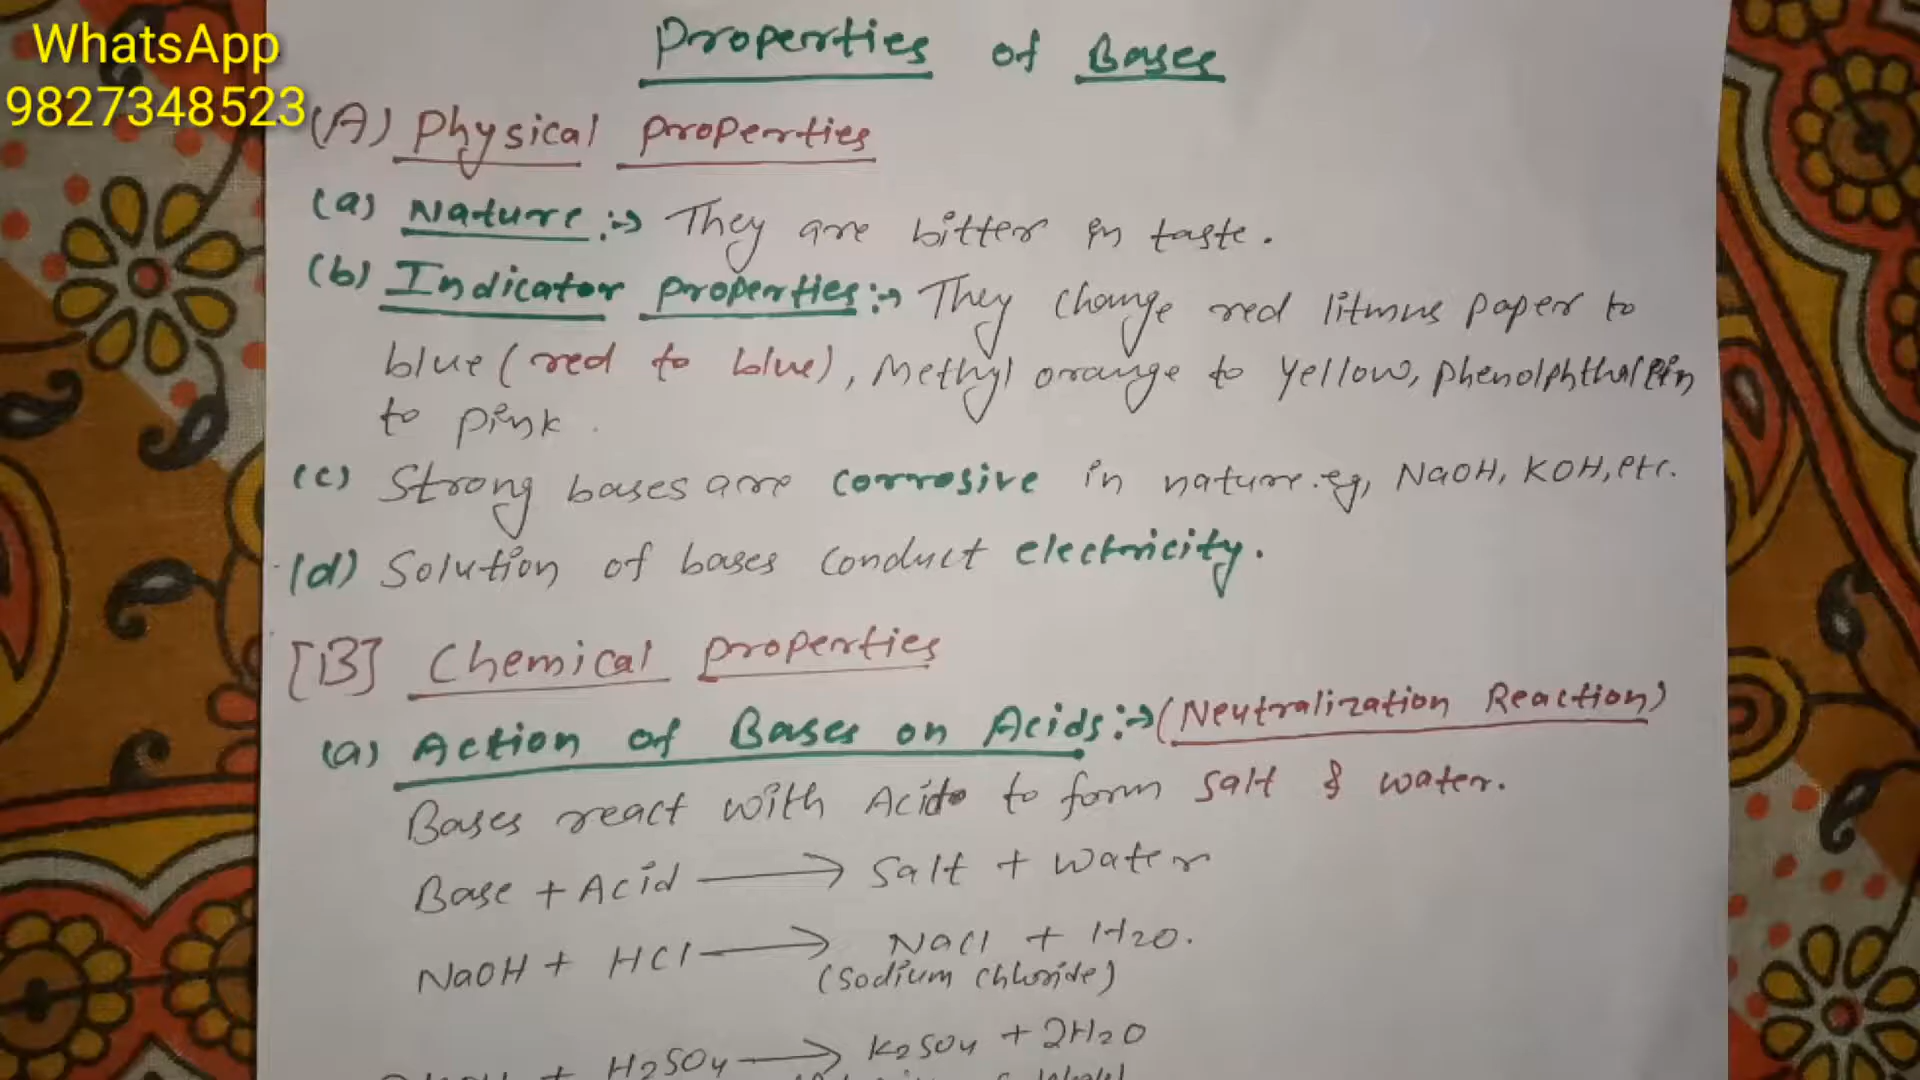 WhatsApp
9827348523
Properties of Bases
(A) Physical properties
(a) Nature :→ They are bitter in taste.
(b) Indicator properties :→ They change red litmus paper to
blue (red to blue), Methyl orange to yellow, phenolphthalein
to pink.
(c) Strong bases are corrosive in nature. eg, NaOH, KOH, etc.
(d) Solution of bases conduct electricity.
[B] Chemical properties
(a) Action of Bases on Acids :→ (Neutralization Reaction)
Bases react with Acid to form salt & water.
Base + Acid ⟶ Salt + Water
NaOH + HCl ⟶ NaCl + H2O.
(Sodium chloride)
+ H2SO4 ⟶ K2SO4 + 2H2O